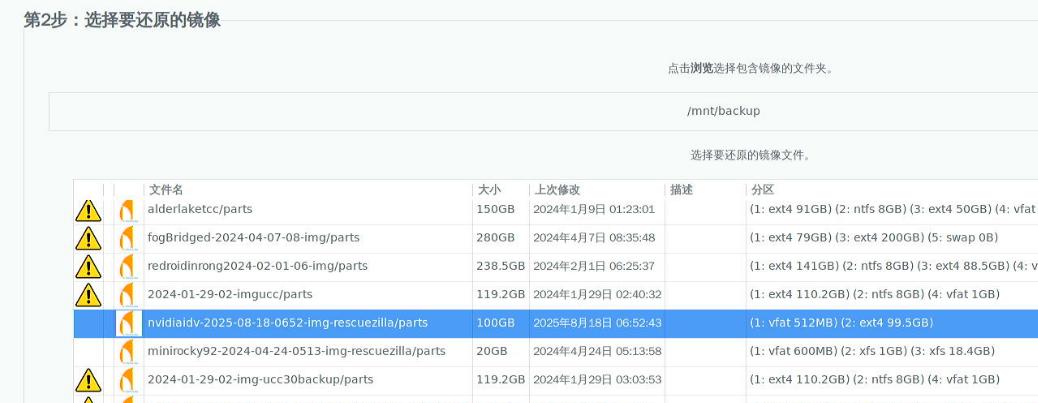 第2步：选择要还原的镜像
点击浏览选择包含镜像的文件夹。
/mnt/backup
选择要还原的镜像文件。
文件名 大小 上次修改 描述 分区
alderlaketcc/parts 150GB 2024年1月9日 01:23:01 (1: ext4 91GB) (2: ntfs 8GB) (3: ext4 50GB) (4: vfat
fogBridged-2024-04-07-08-img/parts 280GB 2024年4月7日 08:35:48 (1: ext4 79GB) (3: ext4 200GB) (5: swap 0B)
redroidinrong2024-02-01-06-img/parts 238.5GB 2024年2月1日 06:25:37 (1: ext4 141GB) (2: ntfs 8GB) (3: ext4 88.5GB) (4: v
2024-01-29-02-imgucc/parts 119.2GB 2024年1月29日 02:40:32 (1: ext4 110.2GB) (2: ntfs 8GB) (4: vfat 1GB)
nvidiaidv-2025-08-18-0652-img-rescuezilla/parts 100GB 2025年8月18日 06:52:43 (1: vfat 512MB) (2: ext4 99.5GB)
minirocky92-2024-04-24-0513-img-rescuezilla/parts 20GB 2024年4月24日 05:13:58 (1: vfat 600MB) (2: xfs 1GB) (3: xfs 18.4GB)
2024-01-29-02-img-ucc30backup/parts 119.2GB 2024年1月29日 03:03:53 (1: ext4 110.2GB) (2: ntfs 8GB) (4: vfat 1GB)